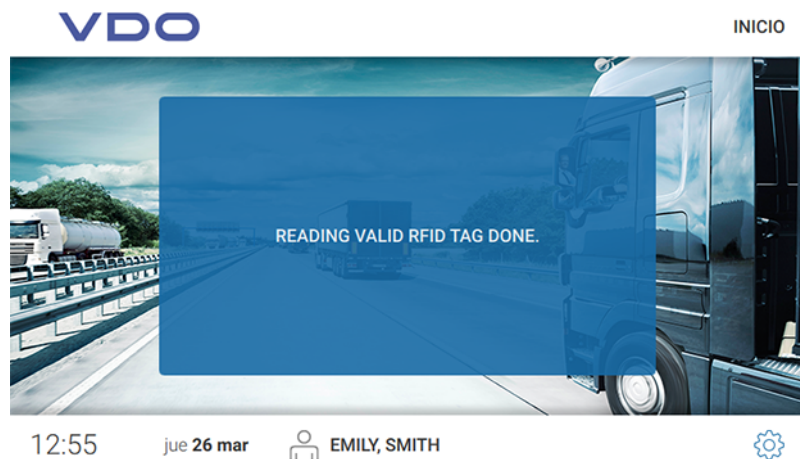 VDO
INICIO
READING VALID RFID TAG DONE.
12:55
jue 26 mar
EMILY, SMITH